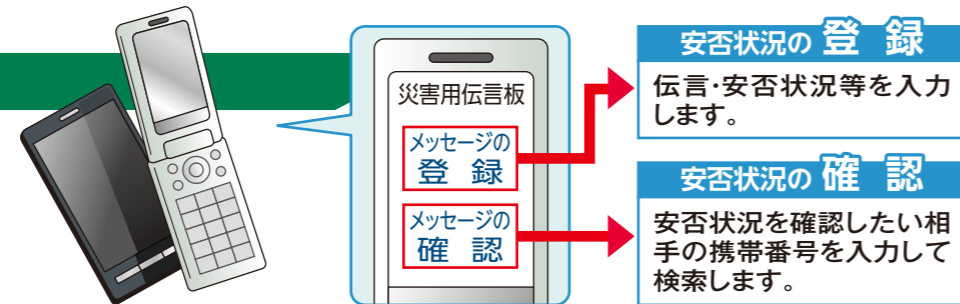 災害用伝言板
メッセージの
登 録
メッセージの
確 認
安否状況の 登 録
伝言・安否状況等を入力
します。
安否状況の 確 認
安否状況を確認したい相
手の携帯番号を入力して
検索します。